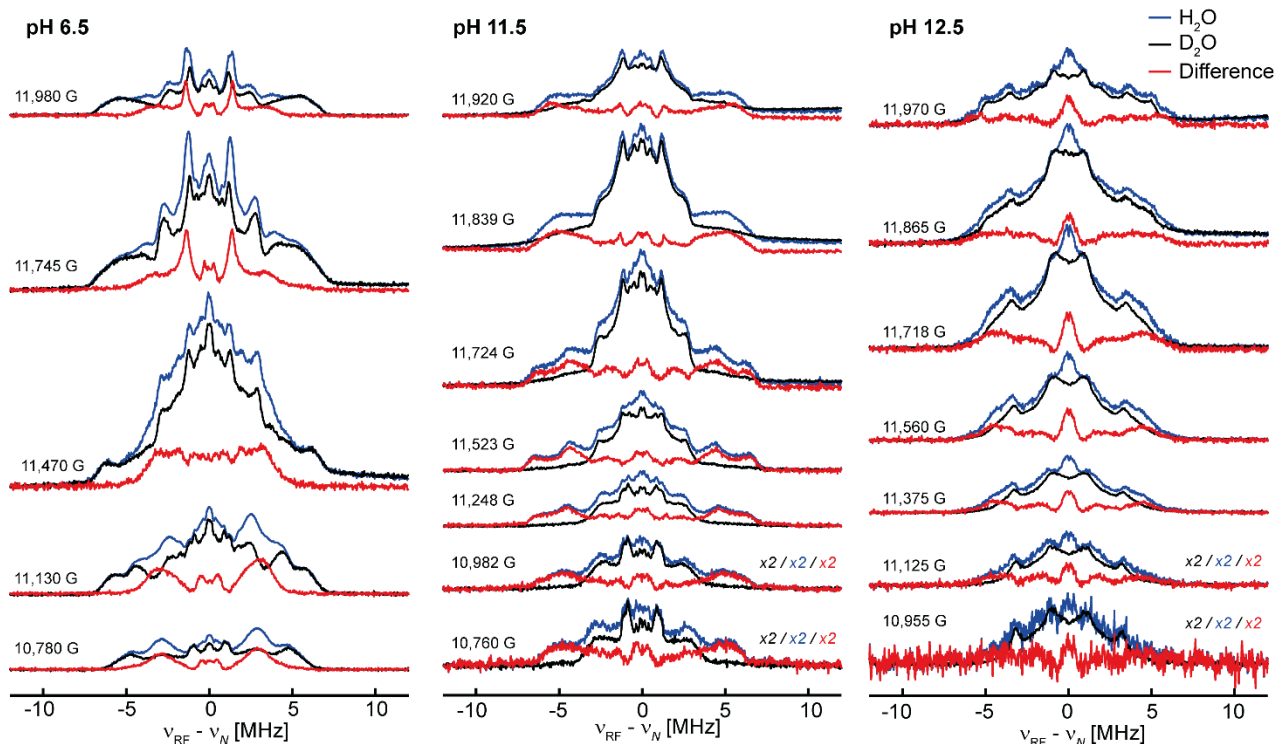 pH 6.5
11,980 G
11,745 G
11,470 G
11,130 G
10,780 G
-10 -5 0 5 10
νRF - νN [MHz]
pH 11.5
11,920 G
11,839 G
11,724 G
11,523 G
11,248 G
10,982 G
x2 / x2 / x2
10,760 G
x2 / x2 / x2
-10 -5 0 5 10
νRF - νN [MHz]
pH 12.5
H₂O
D₂O
Difference
11,970 G
11,865 G
11,718 G
11,560 G
11,375 G
11,125 G
x2 / x2 / x2
10,955 G
x2 / x2 / x2
-10 -5 0 5 10
νRF - νN [MHz]